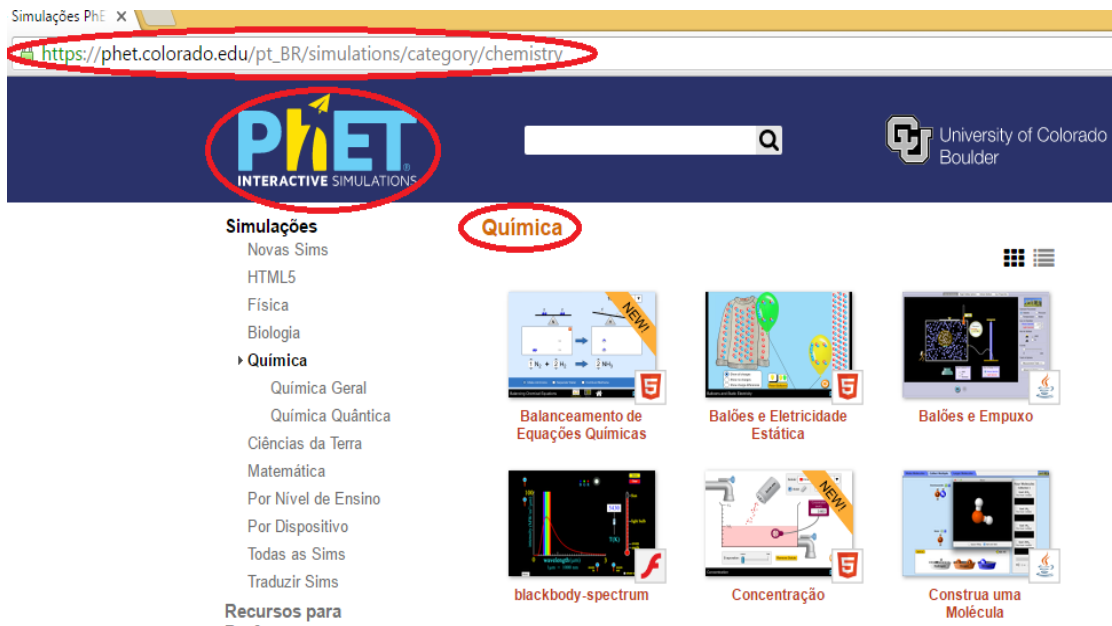 Simulações PhE
https://phet.colorado.edu/pt_BR/simulations/category/chemistry
PhET
INTERACTIVE SIMULATIONS
University of Colorado
Boulder
Simulações
Novas Sims
HTML5
Física
Biologia
Química
Química Geral
Química Quântica
Ciências da Terra
Matemática
Por Nível de Ensino
Por Dispositivo
Todas as Sims
Traduzir Sims
Recursos para
Química
NEW!
Balanceamento de
Equações Químicas
Balões e Eletricidade
Estática
Balões e Empuxo
blackbody-spectrum
NEW!
Concentração
Construa uma
Molécula